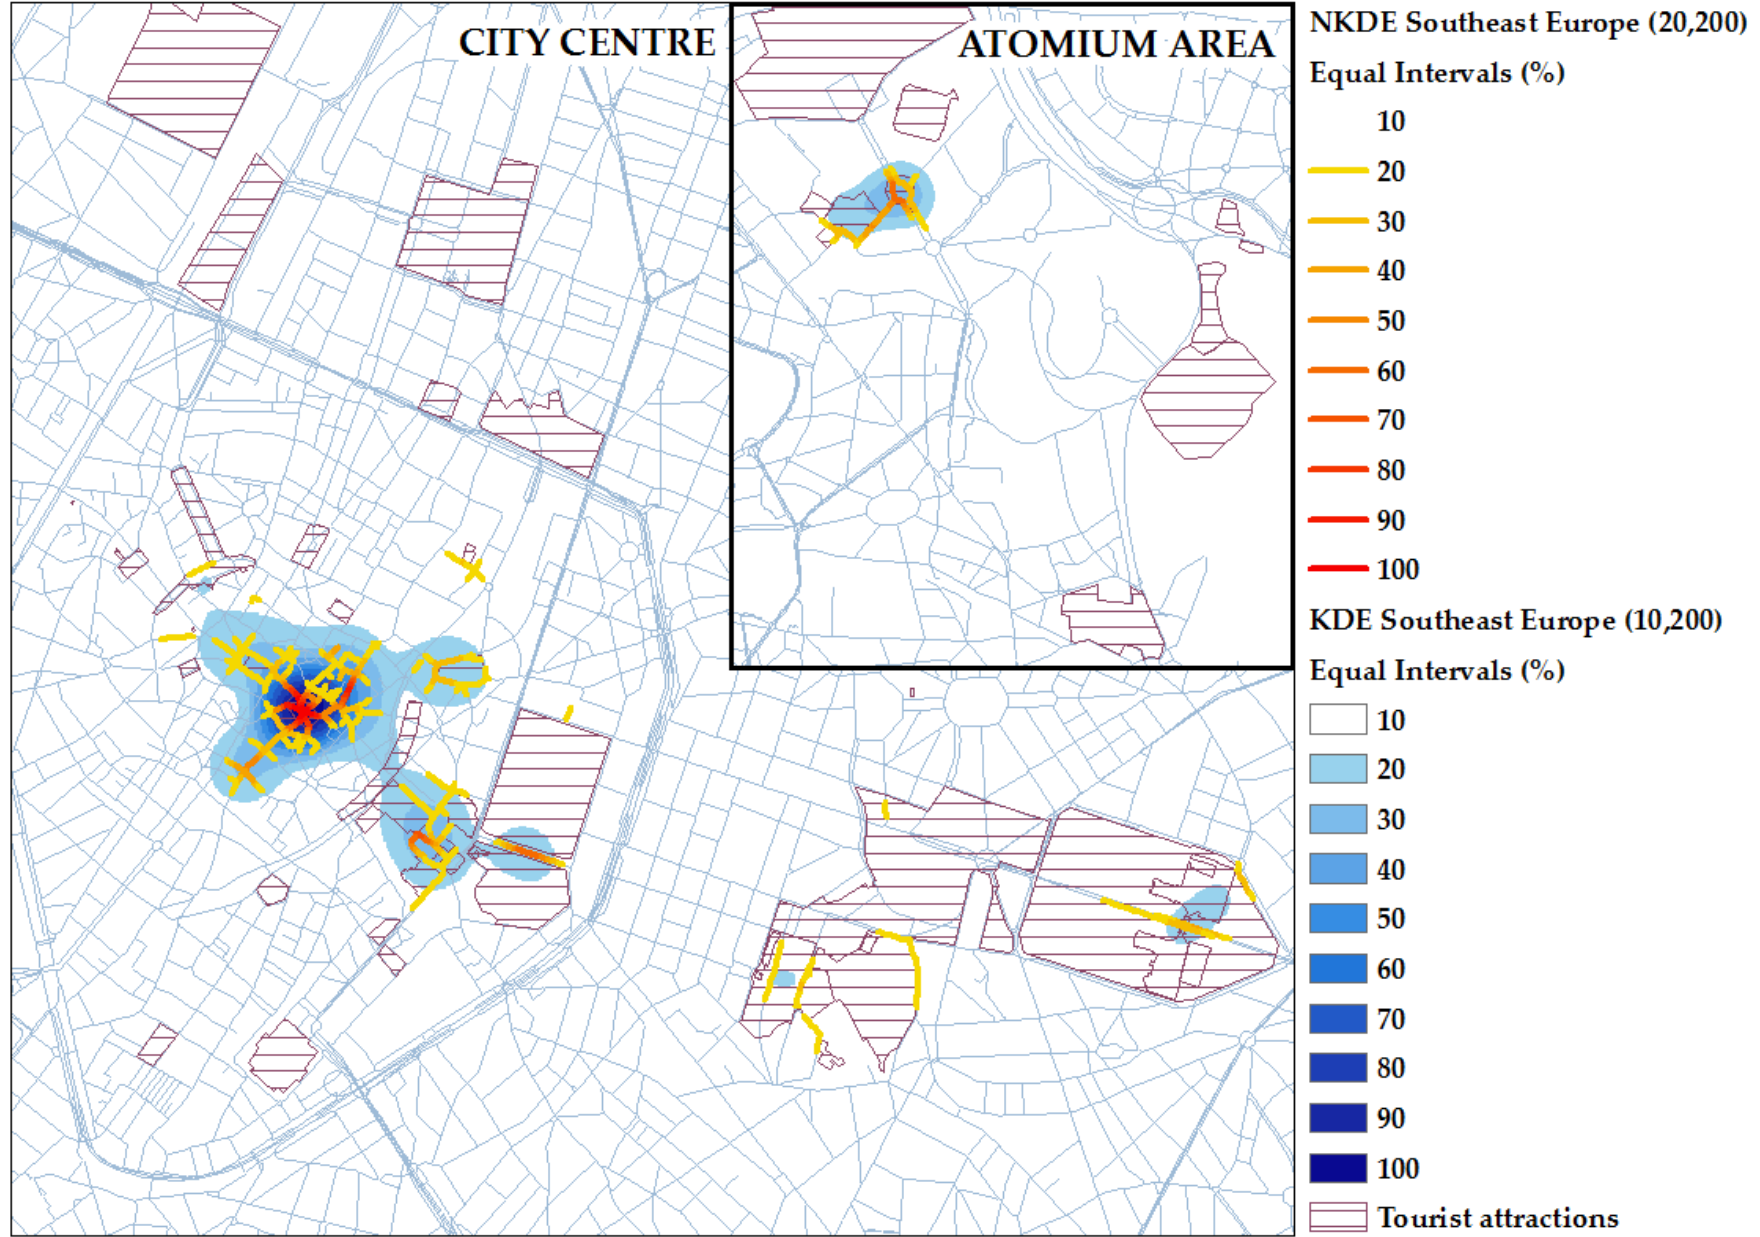 CITY CENTRE
ATOMIUM AREA
NKDE Southeast Europe (20,200)
Equal Intervals (%)
10
20
30
40
50
60
70
80
90
100
KDE Southeast Europe (10,200)
Equal Intervals (%)
10
20
30
40
50
60
70
80
90
100
Tourist attractions